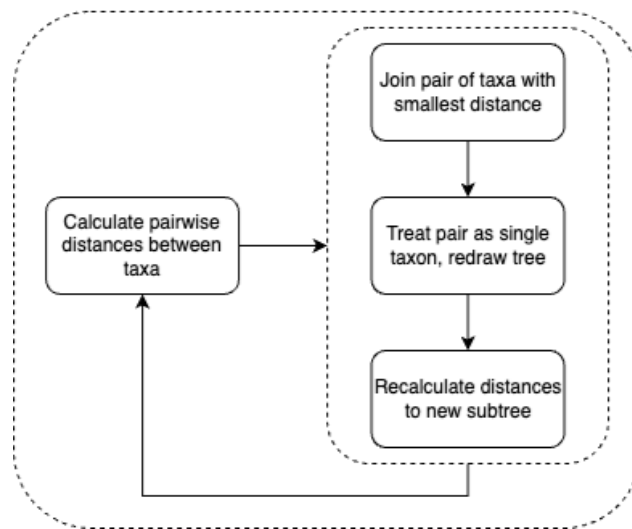 Join pair of taxa with
smallest distance
Calculate pairwise
distances between
taxa
Treat pair as single
taxon, redraw tree
Recalculate distances
to new subtree